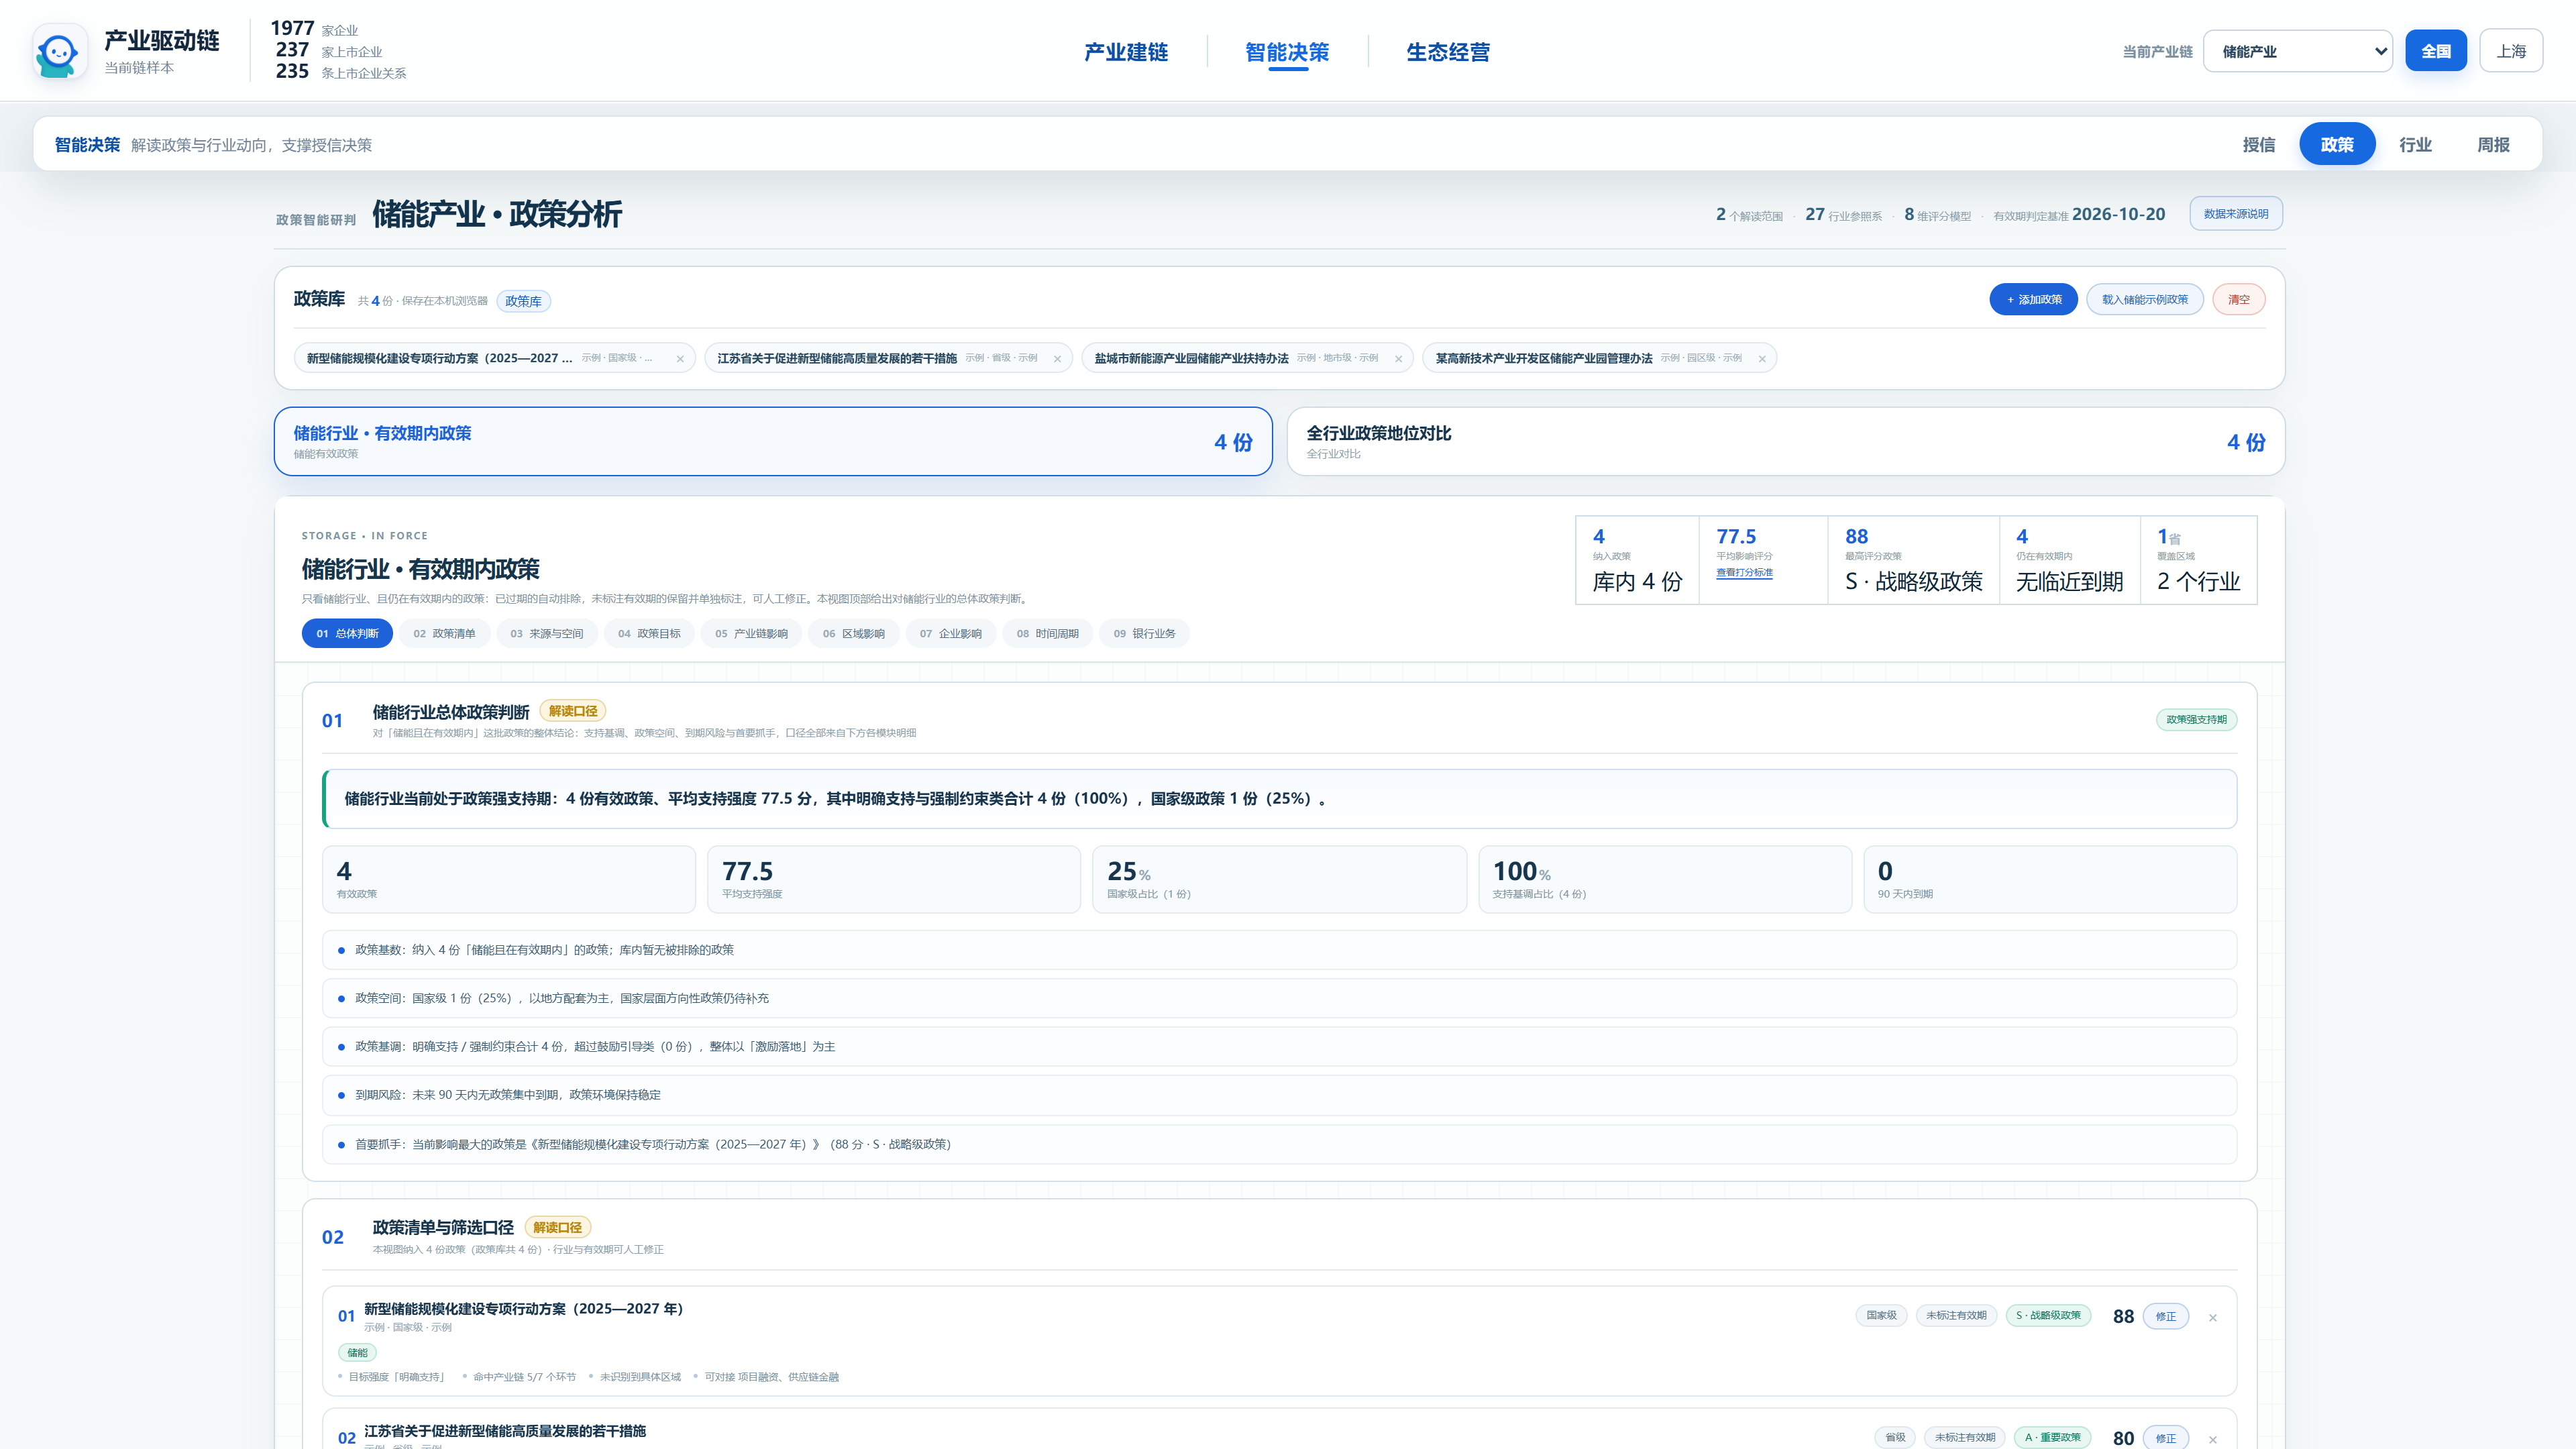 产业驱动链
当前链样本
1977 家企业
237 家上市企业
235 条上市企业关系
产业建链
智能决策
生态经营
当前产业链
储能产业
全国
上海
智能决策 解读政策与行业动向，支撑授信决策
授信
政策
行业
周报
政策智能研判 储能产业 • 政策分析
2 个解读范围 · 27 行业参照系 · 8 维评分模型 · 有效期判定基准 2026-10-20
数据来源说明
政策库 共 4 份 · 保存在本机浏览器 政策库
+ 添加政策
载入储能示例政策
清空
新型储能规模化建设专项行动方案（2025—2027 ... 示例 · 国家级 · ... ×
江苏省关于促进新型储能高质量发展的若干措施 示例 · 省级 · 示例 ×
盐城市新能源产业园储能产业扶持办法 示例 · 地市级 · 示例 ×
某高新技术产业开发区储能产业园管理办法 示例 · 园区级 · 示例 ×
储能行业 • 有效期内政策
储能有效政策
4 份
全行业政策地位对比
全行业对比
4 份
STORAGE • IN FORCE
储能行业 • 有效期内政策
只看储能行业、且仍在有效期内的政策：已过期的自动排除，未标注有效期的保留并单独标注，可人工修正。本视图顶部给出对储能行业的总体政策判断。
4
纳入政策
库内 4 份
77.5
平均影响评分
查看打分标准
88
最高评分政策
S · 战略级政策
4
仍在有效期内
无临近到期
1省
覆盖区域
2 个行业
01 总体判断
02 政策清单
03 来源与空间
04 政策目标
05 产业链影响
06 区域影响
07 企业影响
08 时间周期
09 银行业务
01
储能行业总体政策判断 解读口径
对「储能且在有效期内」这批政策的整体结论：支持基调、政策空间、到期风险与首要抓手，口径全部来自下方各模块明细
政策强支持期
储能行业当前处于政策强支持期：4 份有效政策、平均支持强度 77.5 分，其中明确支持与强制约束类合计 4 份（100%），国家级政策 1 份（25%）。
4
有效政策
77.5
平均支持强度
25%
国家级占比（1 份）
100%
支持基调占比（4 份）
0
90 天内到期
政策基数：纳入 4 份「储能且在有效期内」的政策；库内暂无被排除的政策
政策空间：国家级 1 份（25%），以地方配套为主，国家层面方向性政策仍待补充
政策基调：明确支持 / 强制约束合计 4 份，超过鼓励引导类（0 份），整体以「激励落地」为主
到期风险：未来 90 天内无政策集中到期，政策环境保持稳定
首要抓手：当前影响最大的政策是《新型储能规模化建设专项行动方案（2025—2027 年）》（88 分 · S · 战略级政策）
02
政策清单与筛选口径 解读口径
本视图纳入 4 份政策（政策库共 4 份）· 行业与有效期可人工修正
01 新型储能规模化建设专项行动方案（2025—2027 年）
示例 · 国家级 · 示例
国家级 未标注有效期 S · 战略级政策 88 修正 ×
储能
目标强度「明确支持」 命中产业链 5/7 个环节 未识别到具体区域 可对接 项目融资、供应链金融
02 江苏省关于促进新型储能高质量发展的若干措施
示例 · 省级 · 示例
省级 未标注有效期 A · 重要政策 80 修正 ×